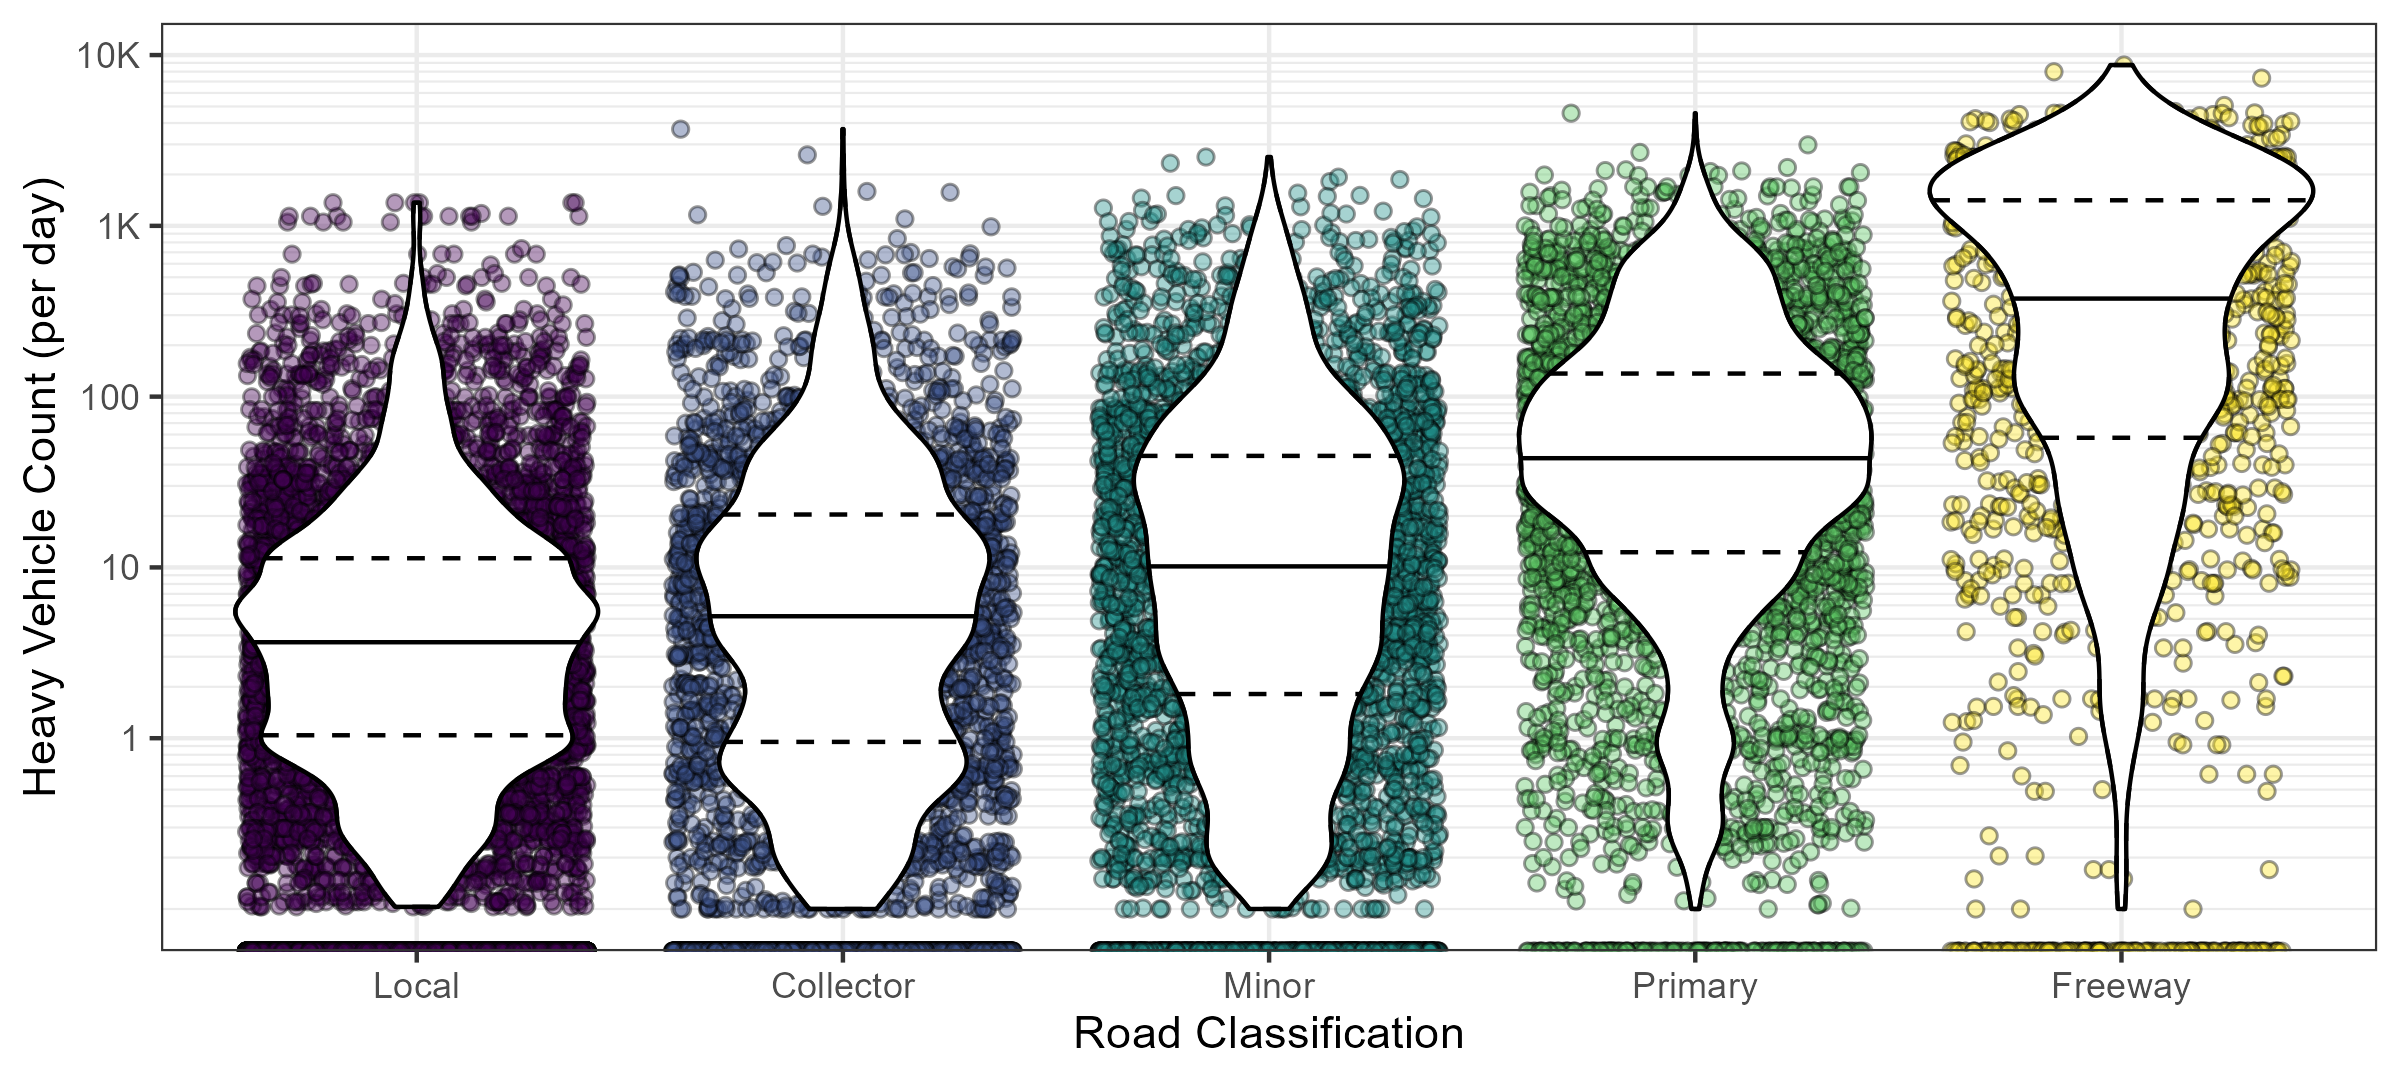 Heavy Vehicle Count (per day)
10K
1K
100
10
1
Local Collector Minor Primary Freeway
Road Classification